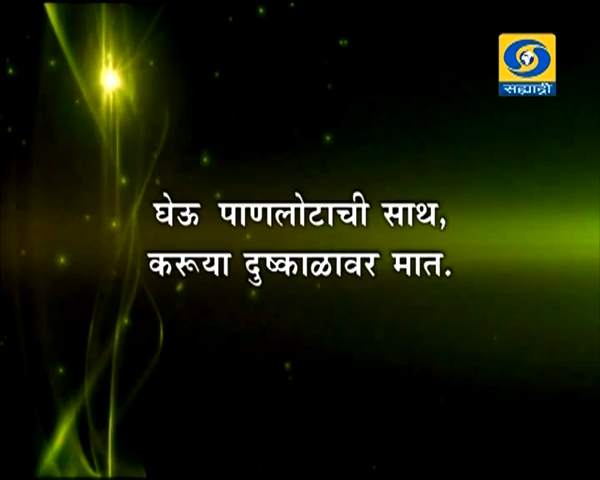 सह्याद्री
घेऊ पाणलोटाची साथ,
करूया दुष्काळावर मात.